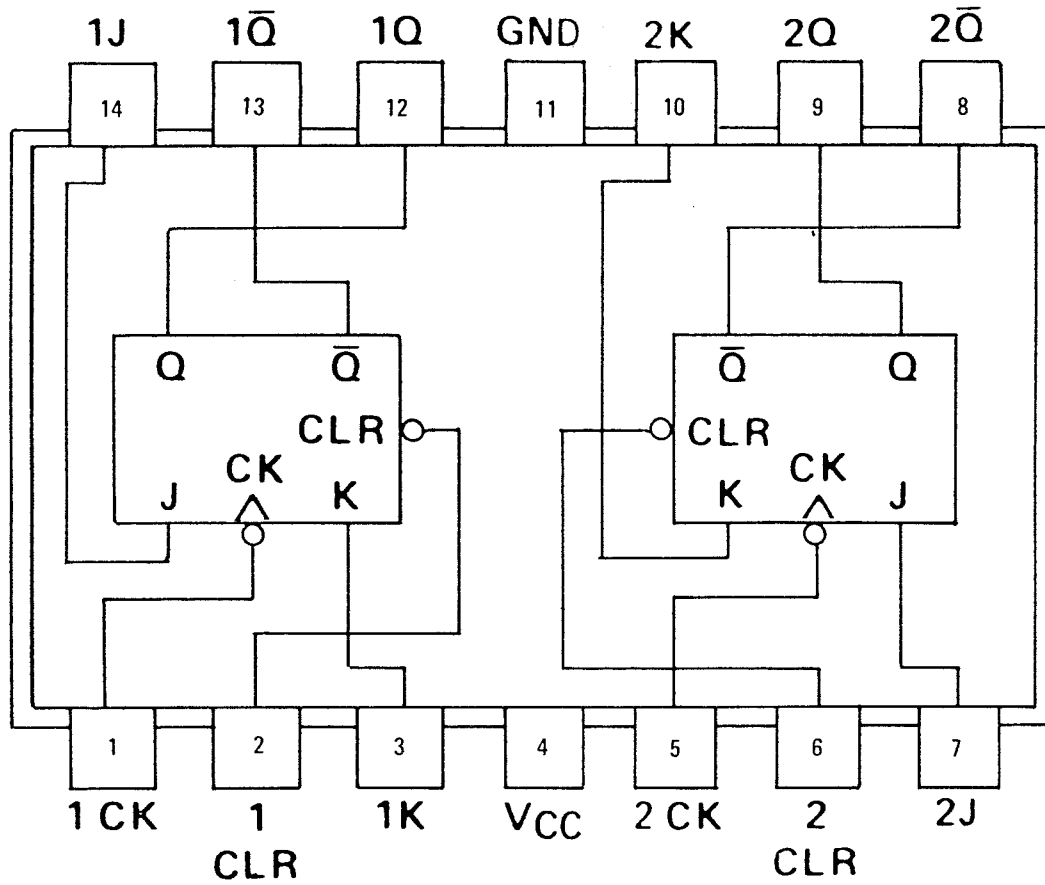 1J 1Q̅ 1Q GND 2K 2Q 2Q̅
14 13 12 11 10 9 8
Q Q̅ Q̅ Q
CLR CLR
CK CK
J K K J
1 2 3 4 5 6 7
1 CK 1 1K VCC 2 CK 2 2J
CLR CLR